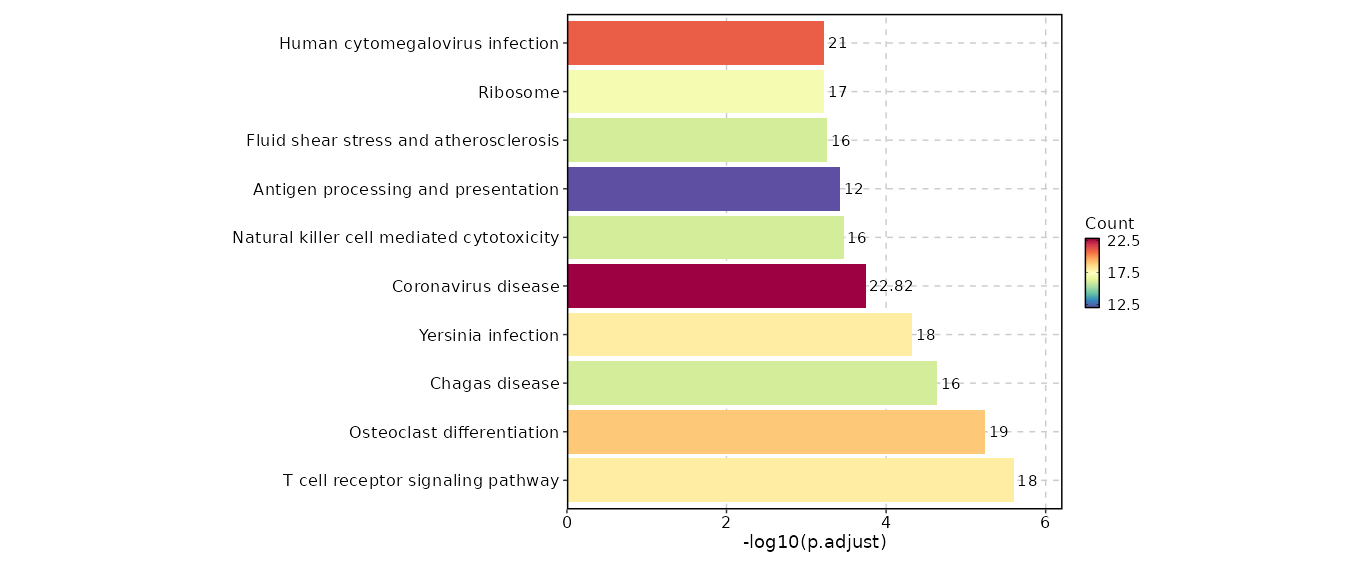 Human cytomegalovirus infection 21
Ribosome 17
Fluid shear stress and atherosclerosis 16
Antigen processing and presentation 12
Natural killer cell mediated cytotoxicity 16
Coronavirus disease 22.82
Yersinia infection 18
Chagas disease 16
Osteoclast differentiation 19
T cell receptor signaling pathway 18
0 2 4 6
-log10(p.adjust)
Count
22.5
17.5
12.5